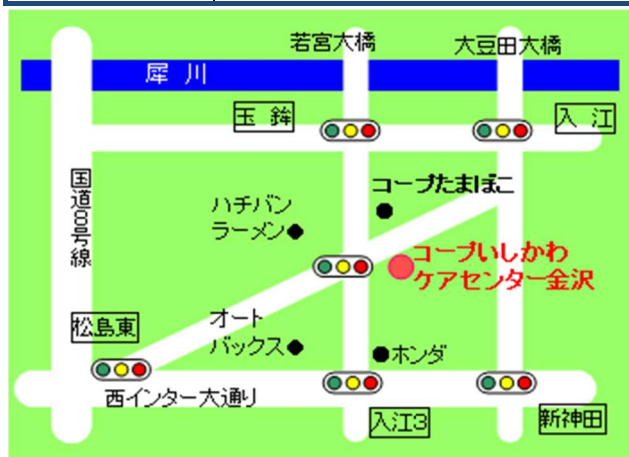 若宮大橋
大豆田大橋
犀川
玉鉾
入江
国道8号線
コープたまぼこ
ハチバン
ラーメン
コープいしかわ
ケアセンター金沢
松島東
オート
バックス
ホンダ
西インター大通り
入江3
新神田